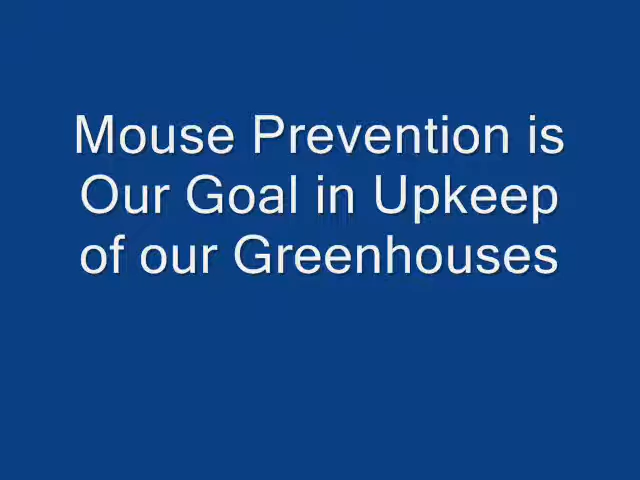 Mouse Prevention is
Our Goal in Upkeep
of our Greenhouses